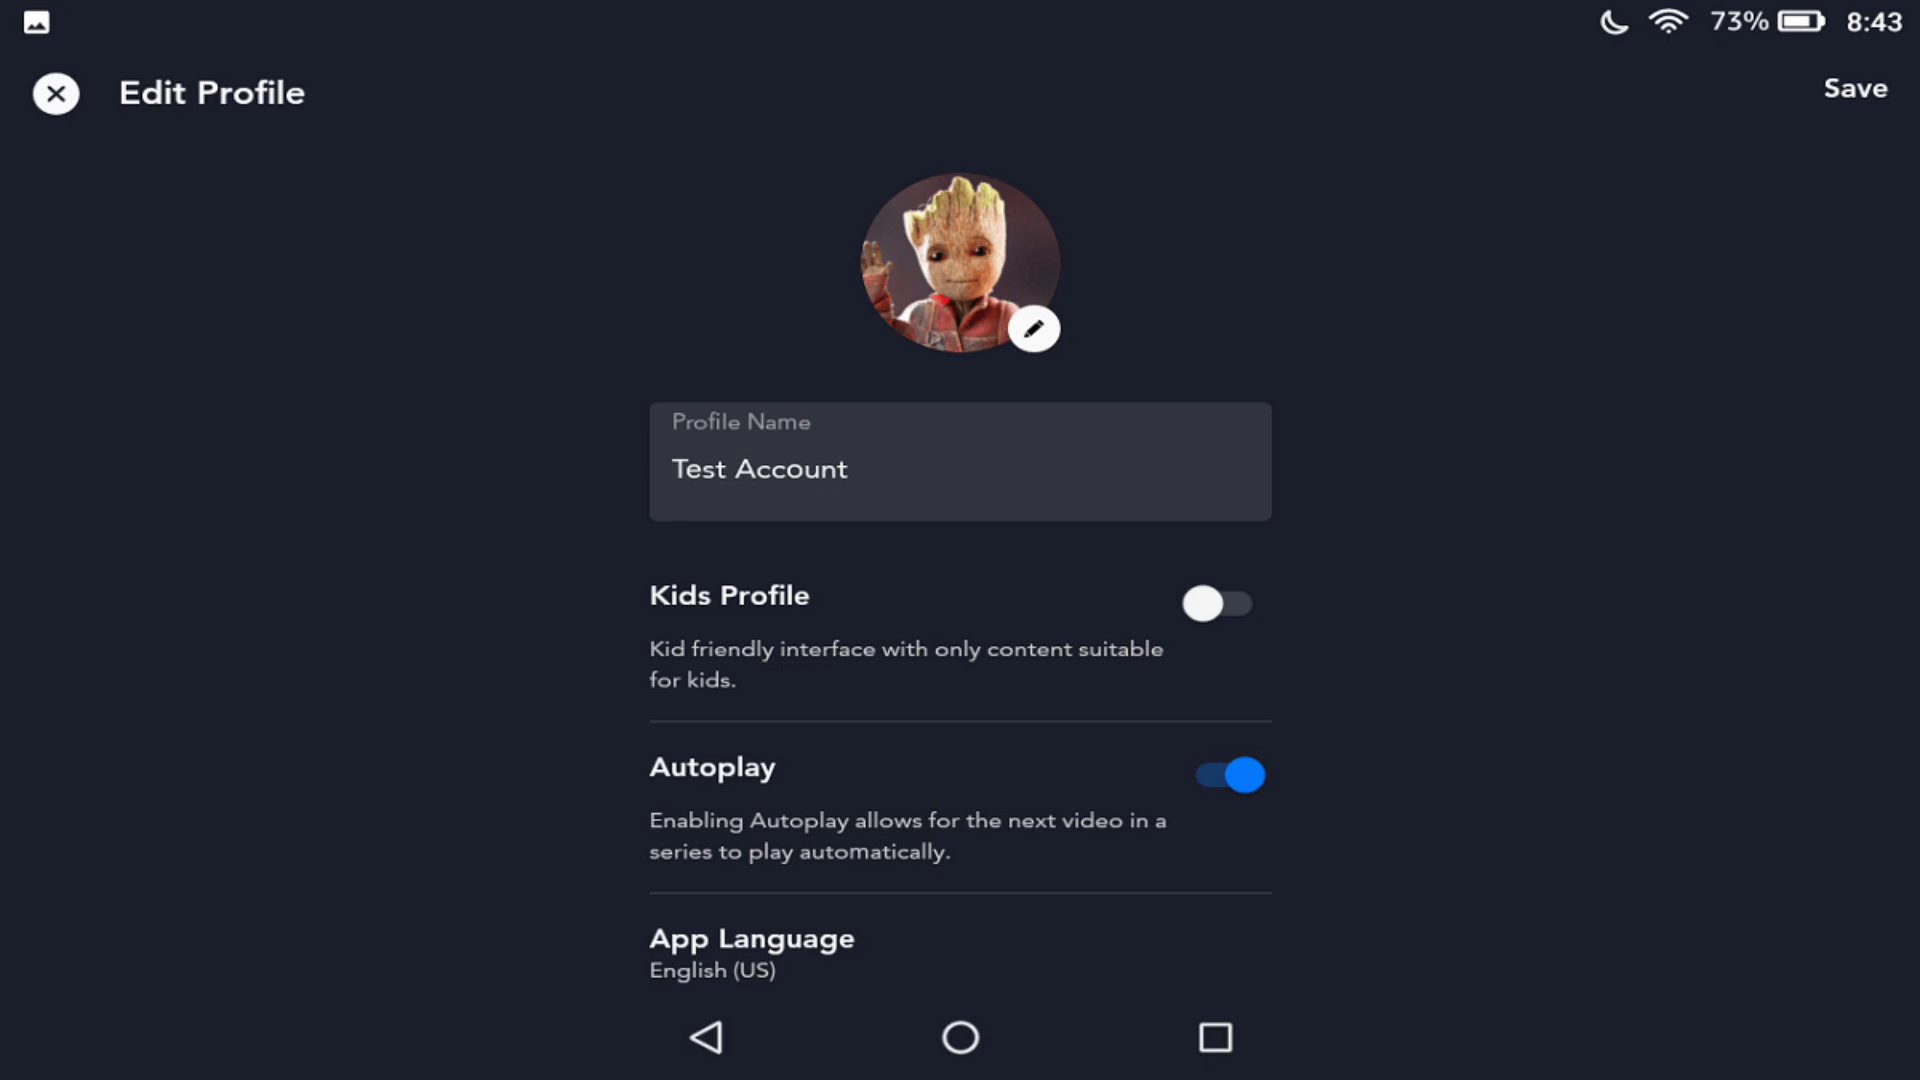 73% 8:43
Edit Profile
Save
Profile Name
Test Account
Kids Profile
Kid friendly interface with only content suitable
for kids.
Autoplay
Enabling Autoplay allows for the next video in a
series to play automatically.
App Language
English (US)